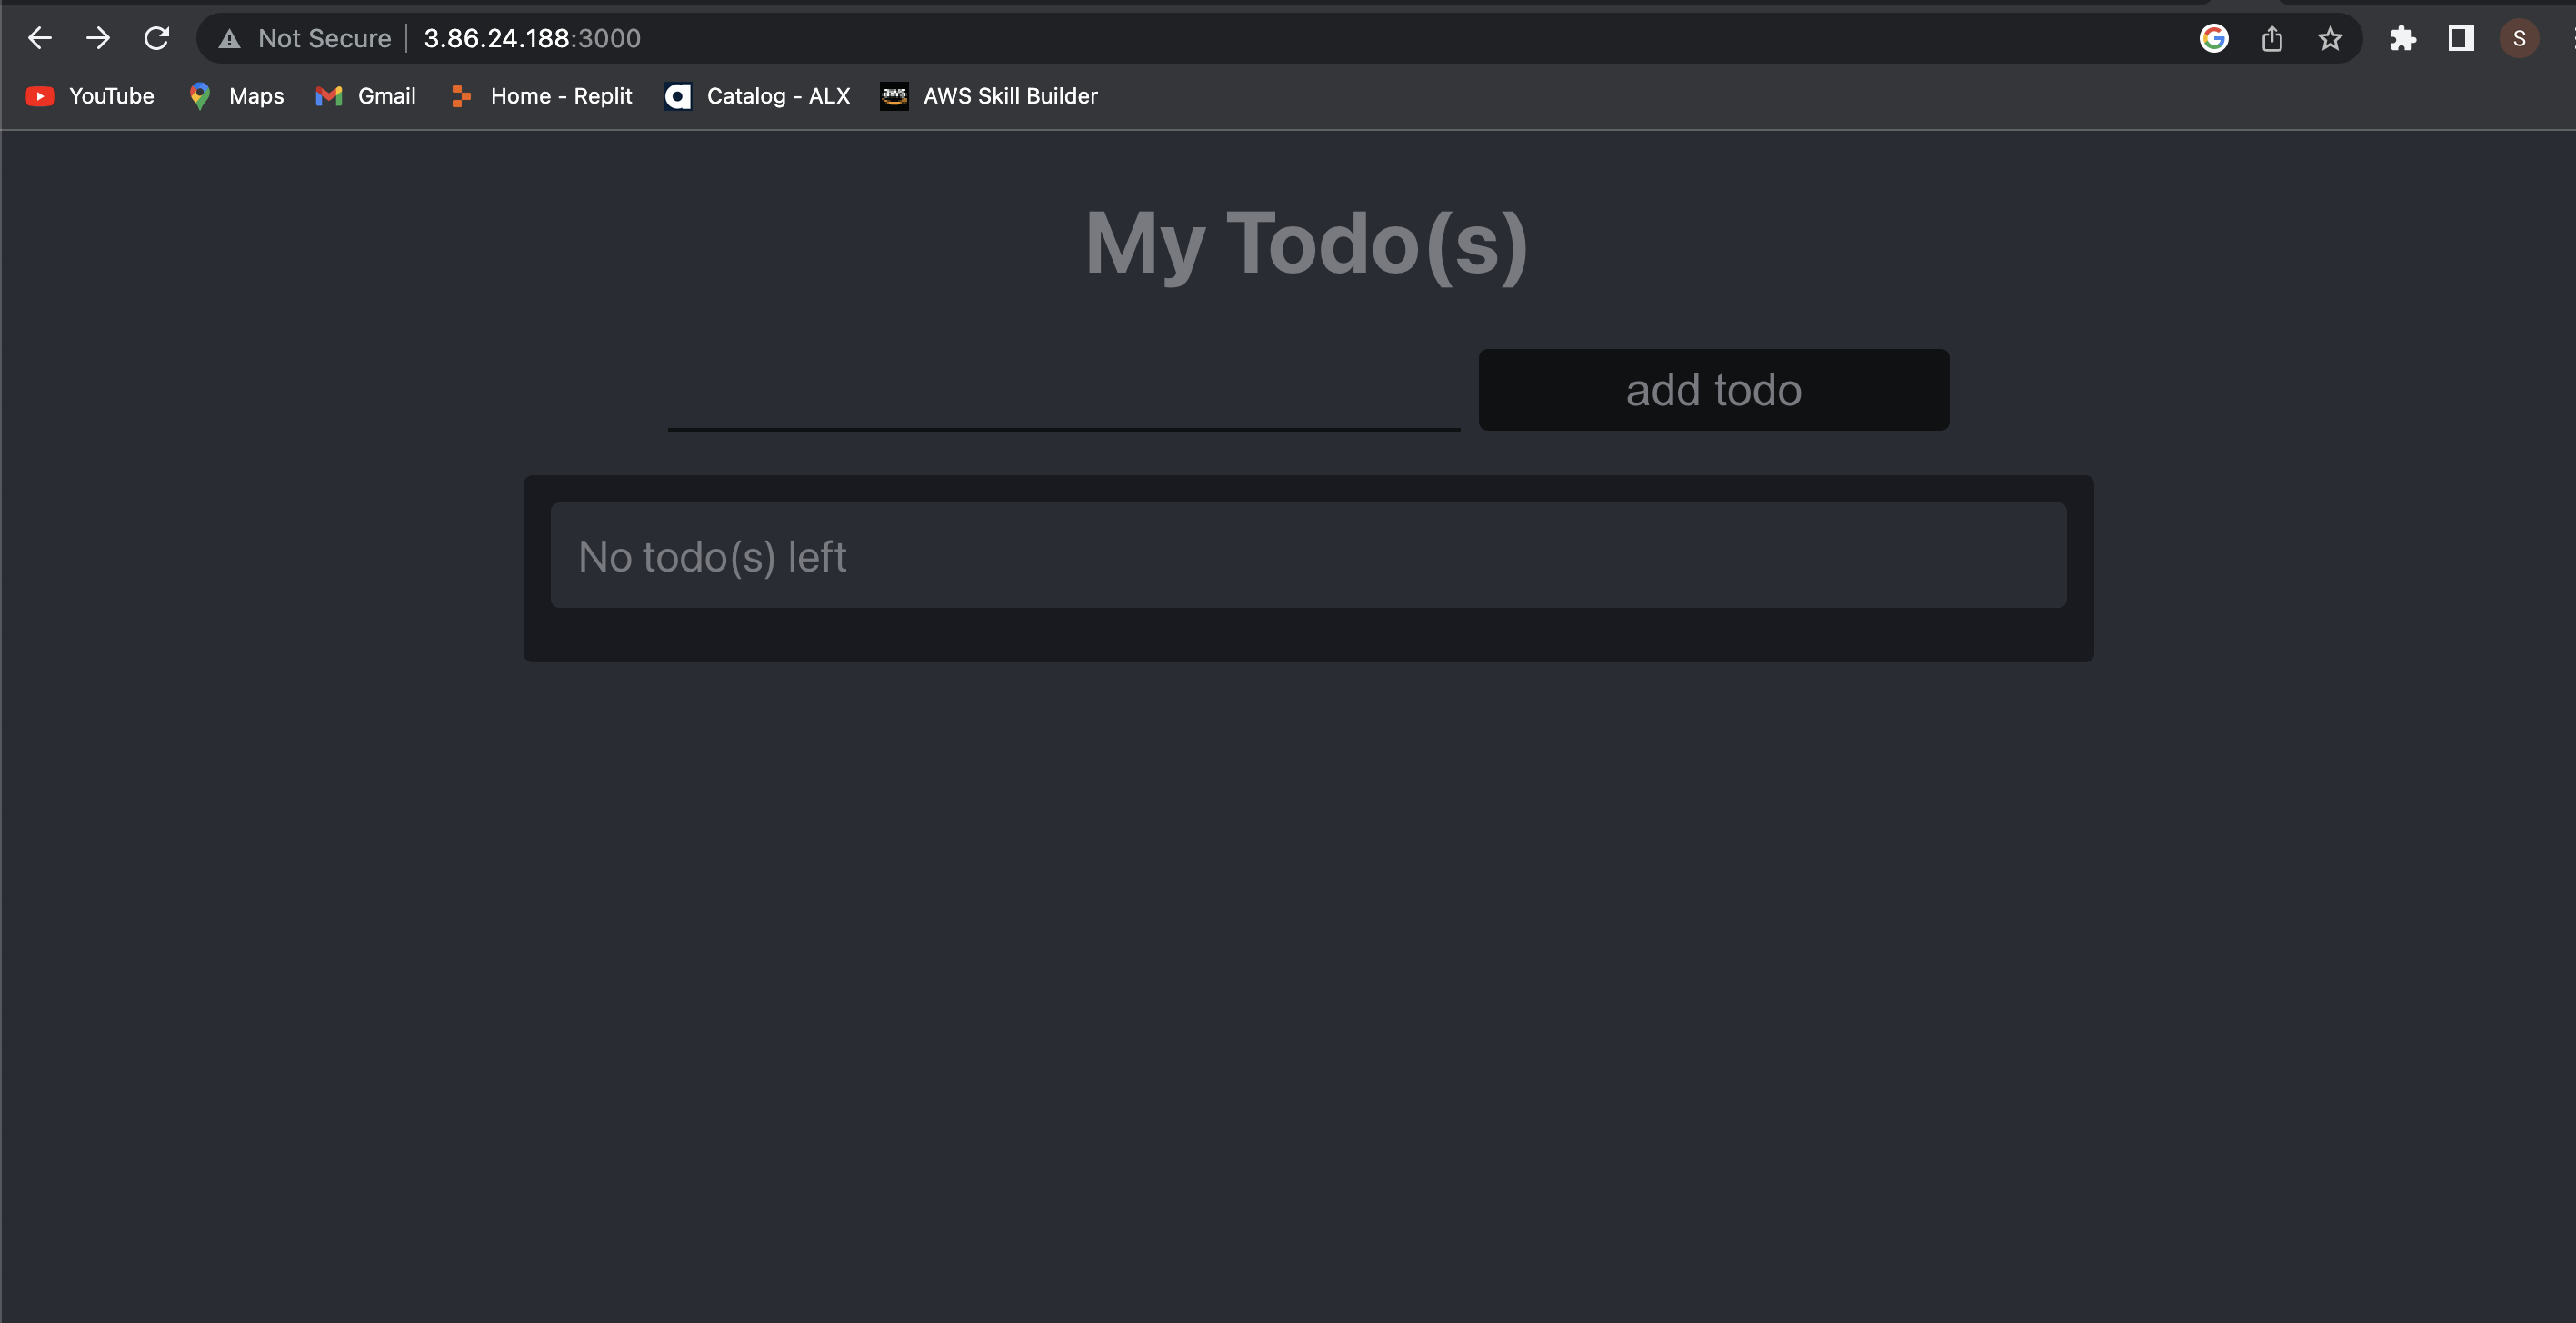 Not Secure 3.86.24.188:3000
S
YouTube Maps Gmail Home - Replit Catalog - ALX AWS Skill Builder
My Todo(s)
add todo
No todo(s) left